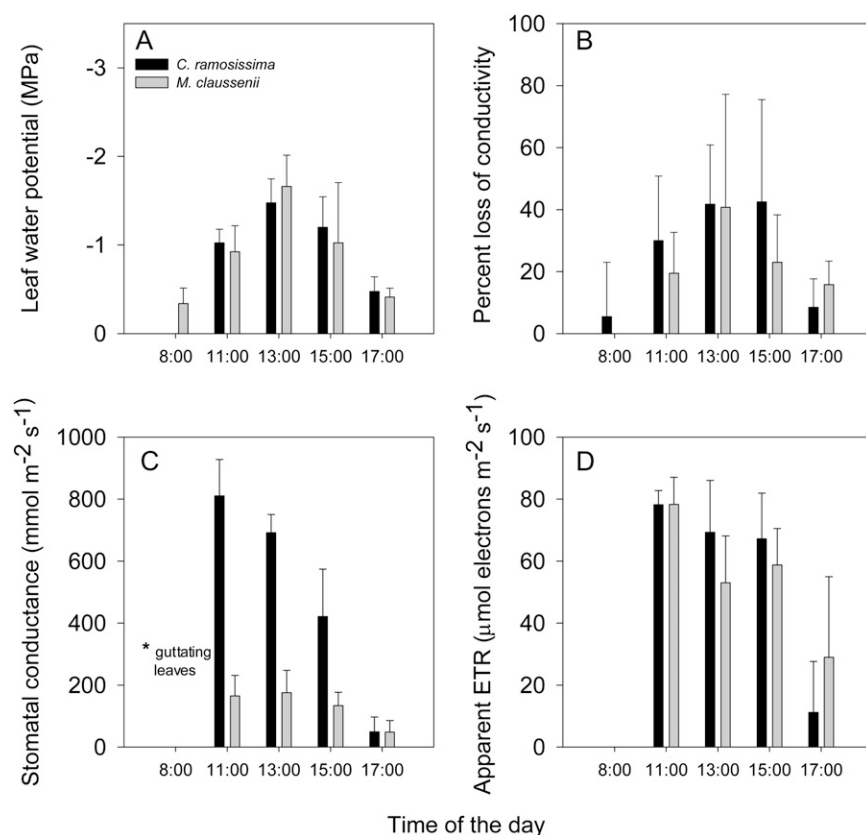 A
C. ramosissima
M. claussenii
Leaf water potential (MPa)
-3
-2
-1
0
8:00 11:00 13:00 15:00 17:00
B
Percent loss of conductivity
100
80
60
40
20
0
8:00 11:00 13:00 15:00 17:00
C
Stomatal conductance (mmol m⁻² s⁻¹)
1000
800
600
400
200
0
* guttating
leaves
8:00 11:00 13:00 15:00 17:00
D
Apparent ETR (μmol electrons m⁻² s⁻¹)
100
80
60
40
20
0
8:00 11:00 13:00 15:00 17:00
Time of the day